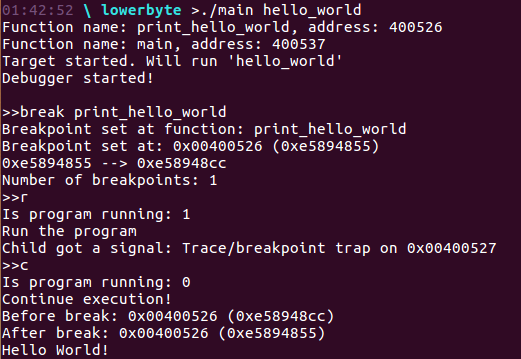 01:42:52 \ lowerbyte >./main hello_world
Function name: print_hello_world, address: 400526
Function name: main, address: 400537
Target started. Will run 'hello_world'
Debugger started!
>>break print_hello_world
Breakpoint set at function: print_hello_world
Breakpoint set at: 0x00400526 (0xe5894855)
0xe5894855 --> 0xe58948cc
Number of breakpoints: 1
>>r
Is program running: 1
Run the program
Child got a signal: Trace/breakpoint trap on 0x00400527
>>c
Is program running: 0
Continue execution!
Before break: 0x00400526 (0xe58948cc)
After break: 0x00400526 (0xe5894855)
Hello World!